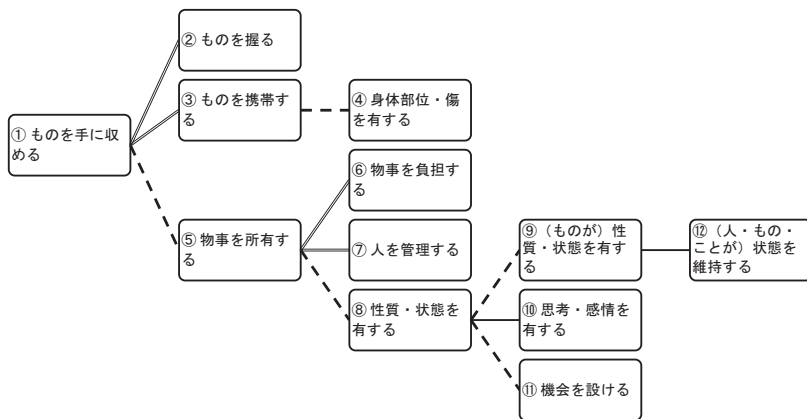 ② ものを握る
③ ものを携帯す
る
④ 身体部位・傷
を有する
① ものを手に収
める
⑥ 物事を負担す
る
⑤ 物事を所有す
る
⑦ 人を管理する
⑨（ものが）性
質・状態を有す
る
⑫（人・もの・
ことが）状態を
維持する
⑧ 性質・状態を
有する
⑩ 思考・感情を
有する
⑪ 機会を設ける